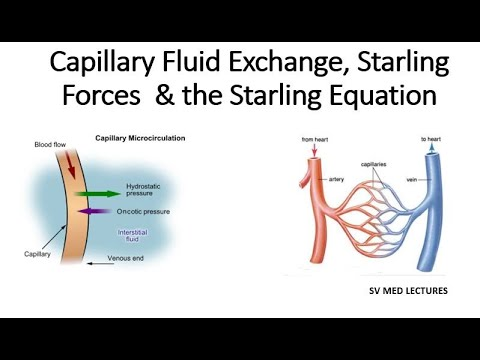 Capillary Fluid Exchange, Starling
Forces & the Starling Equation
Capillary Microcirculation
Blood flow
Hydrostatic
pressure
Oncotic pressure
Interstitial
fluid
Capillary
Venous end
from heart
to heart
capillaries
artery
vein
SV MED LECTURES